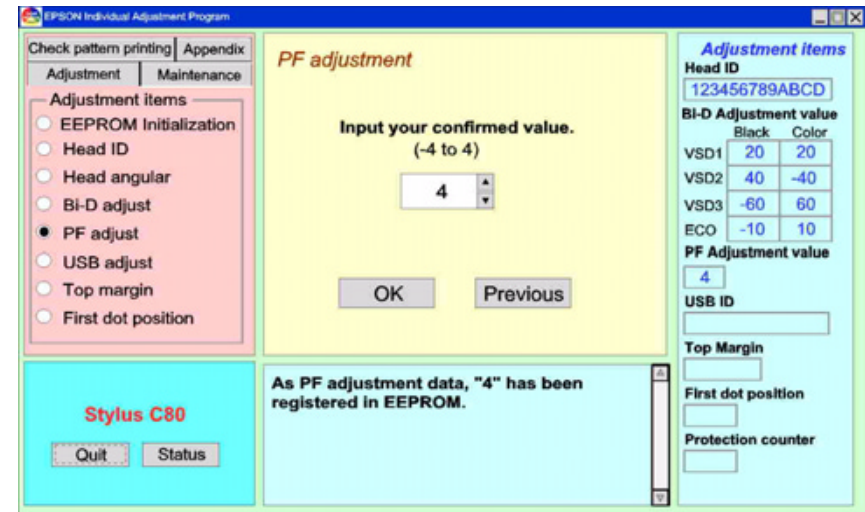 EPSON Individual Adjustment Program
Check pattern printing Appendix
Adjustment Maintenance
Adjustment items
EEPROM Initialization
Head ID
Head angular
Bi-D adjust
PF adjust
USB adjust
Top margin
First dot position
PF adjustment
Input your confirmed value.
(-4 to 4)
4
OK Previous
Stylus C80
Quit Status
As PF adjustment data, "4" has been
registered in EEPROM.
Adjustment items
Head ID
123456789ABCD
BI-D Adjustment value
Black Color
VSD1 20 20
VSD2 40 -40
VSD3 -60 60
ECO -10 10
PF Adjustment value
4
USB ID
Top Margin
First dot position
Protection counter